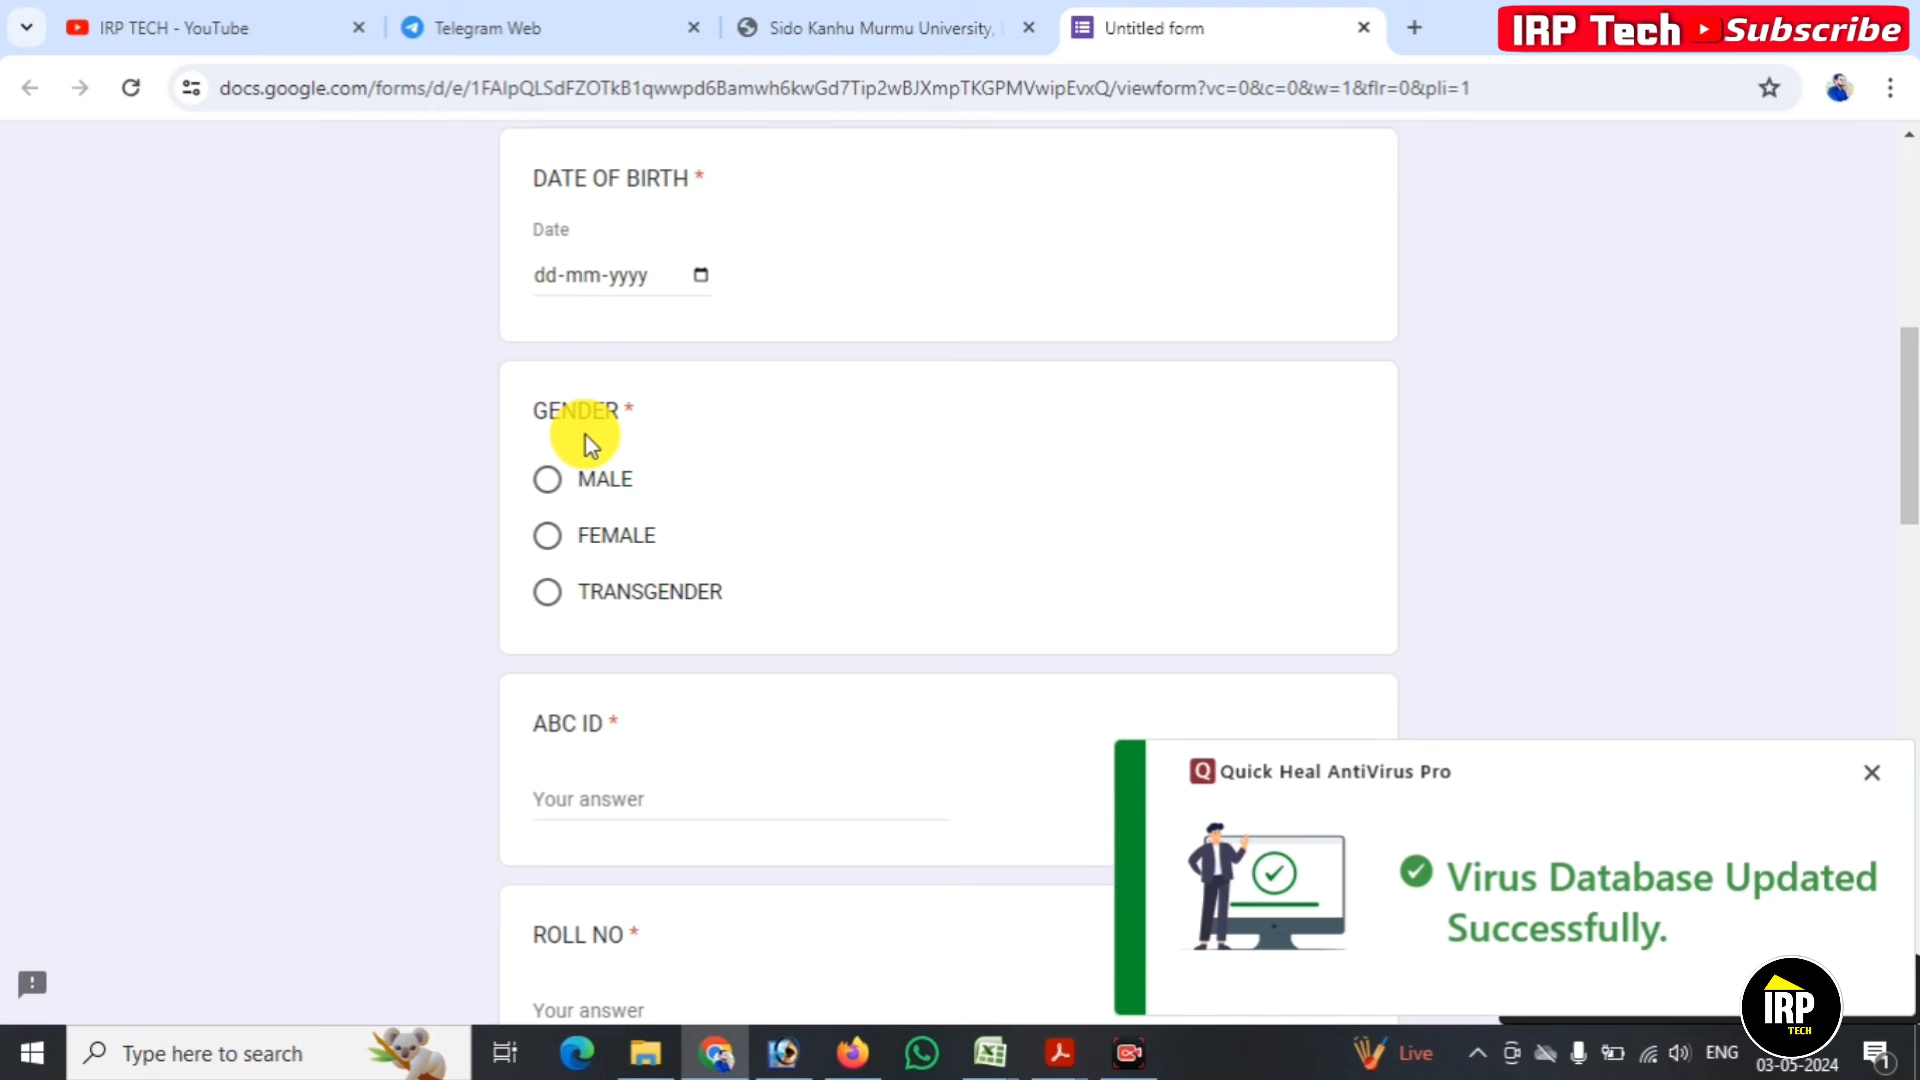 IRP TECH - YouTube
Telegram Web
Sido Kanhu Murmu University,
Untitled form
IRP Tech Subscribe
docs.google.com/forms/d/e/1FAIpQLSdFZOTkB1qwwpd6Bamwh6kwGd7Tip2wBJXmpTKGPMVwipEvxQ/viewform?vc=0&c=0&w=1&flr=0&pli=1
DATE OF BIRTH *
Date
dd-mm-yyyy
GENDER *
MALE
FEMALE
TRANSGENDER
ABC ID *
Your answer
ROLL NO *
Your answer
Quick Heal AntiVirus Pro
Virus Database Updated
Successfully.
IRP
TECH
Type here to search
Live
ENG
03-05-2024
1